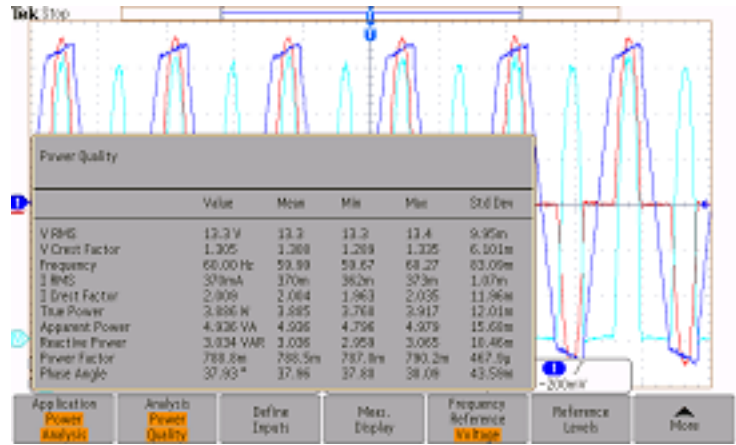 Tek Stop
Power Quality
Value Mean Min Max Std Dev
V RMS 13.3 V 13.3 13.3 13.4 9.95m
V Crest Factor 1.305 1.308 1.289 1.335 6.101m
Frequency 60.00 Hz 59.99 59.67 60.27 83.09m
I RMS 370mA 370m 362m 373m 1.07m
I Crest Factor 2.009 2.004 1.963 2.035 11.96m
True Power 3.886 W 3.885 3.760 3.917 12.01m
Apparent Power 4.936 VA 4.936 4.796 4.979 15.60m
Reactive Power 3.034 VAR 3.036 2.959 3.065 10.46m
Power Factor 788.8m 788.5m 787.0m 790.2m 467.9µ
Phase Angle 37.93 ° 37.96 37.80 38.09 43.59m
1
1
-200mV
Application Power Analysis
Analysis Power Quality
Define Inputs
Meas. Display
Frequency Reference Voltage
Reference Levels
More